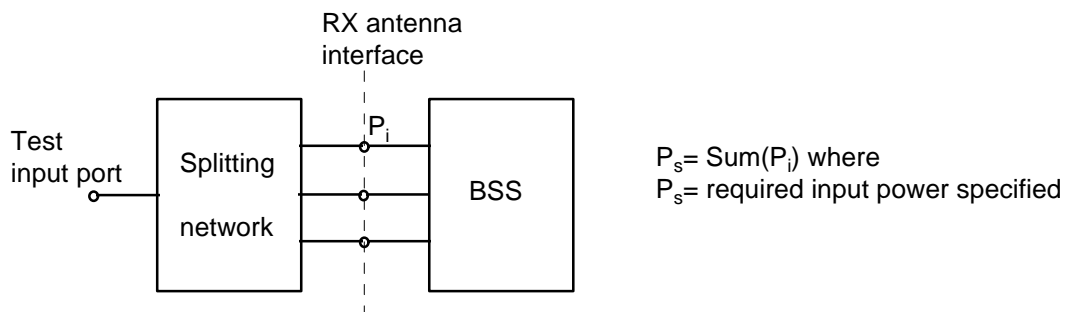 RX antenna
interface
P_i
Test
input port
Splitting
network
BSS
P_s= Sum(P_i) where
P_s= required input power specified